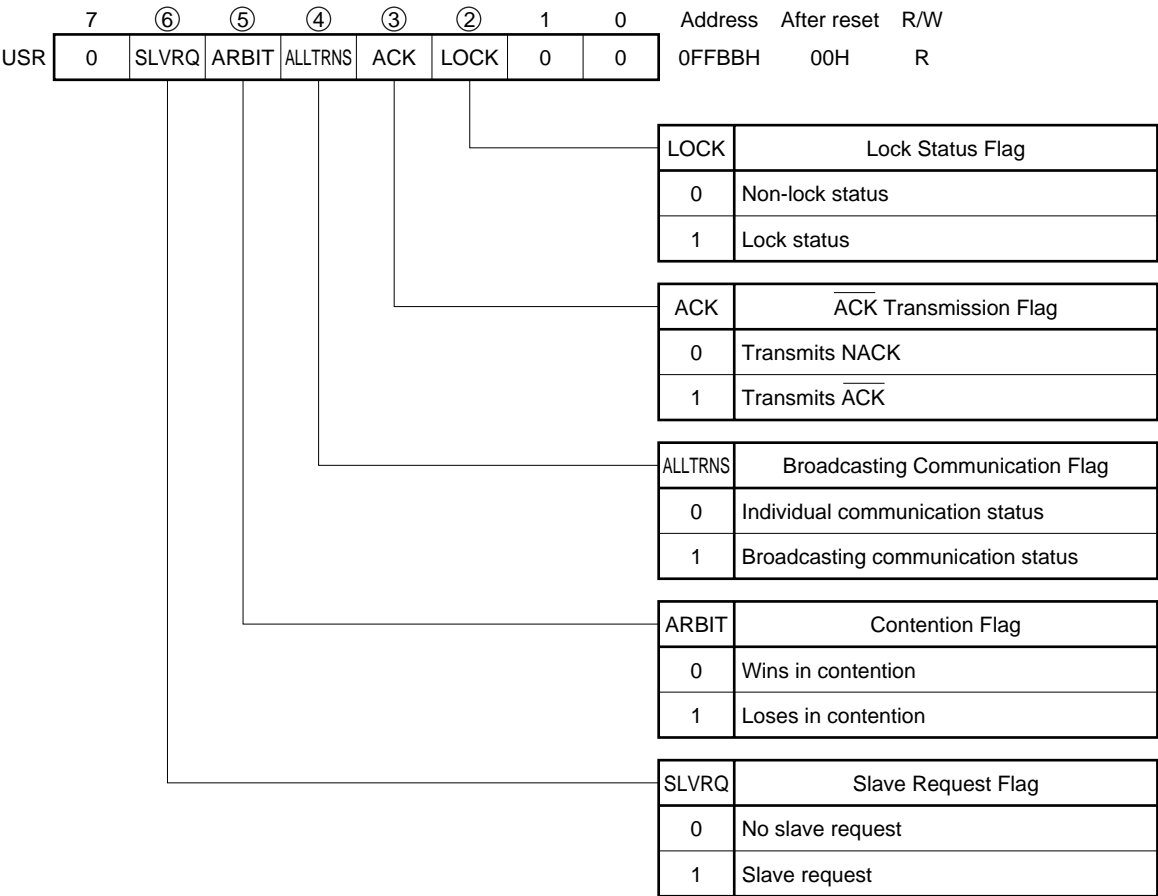 7 ⑥ ⑤ ④ ③ ② 1 0 Address After reset R/W
USR 0 SLVRQ ARBIT ALLTRNS ACK LOCK 0 0 0FFBBH 00H R
LOCK Lock Status Flag
0 Non-lock status
1 Lock status
ACK A̅C̅K̅ Transmission Flag
0 Transmits NACK
1 Transmits A̅C̅K̅
ALLTRNS Broadcasting Communication Flag
0 Individual communication status
1 Broadcasting communication status
ARBIT Contention Flag
0 Wins in contention
1 Loses in contention
SLVRQ Slave Request Flag
0 No slave request
1 Slave request